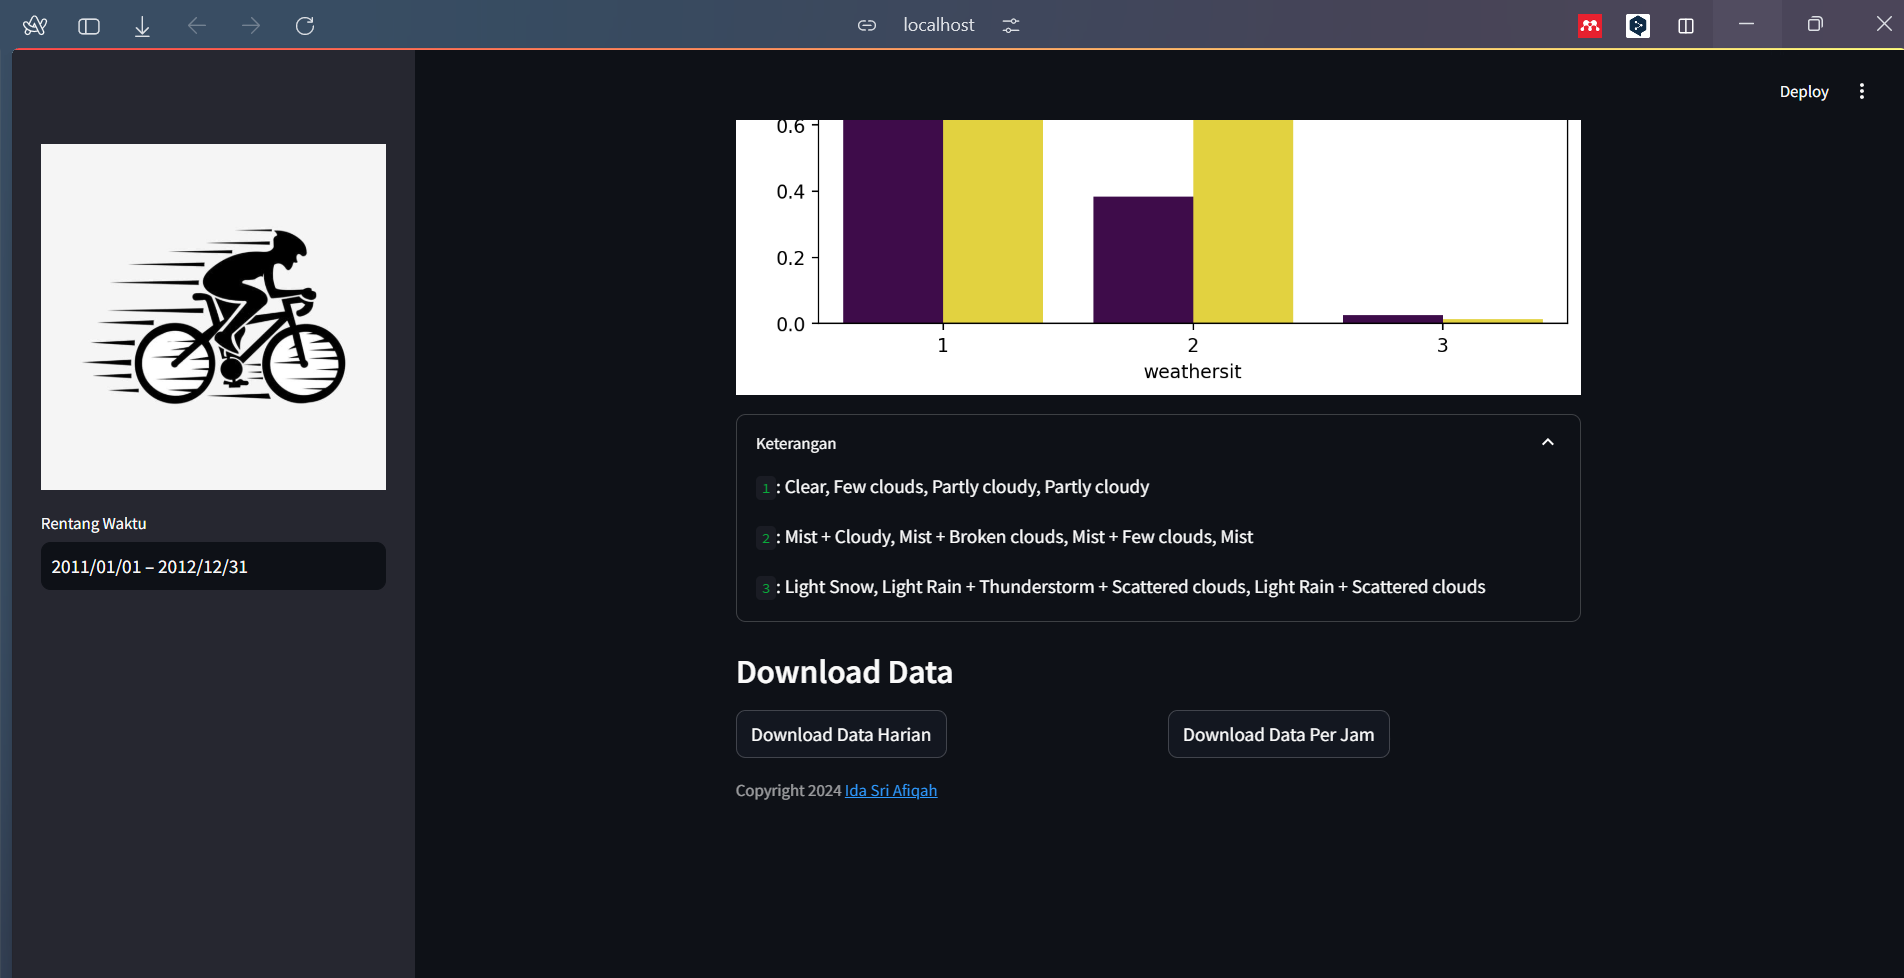 localhost
Deploy
0.6
0.4
0.2
0.0
1 2 3
weathersit
Keterangan
1 : Clear, Few clouds, Partly cloudy, Partly cloudy
2 : Mist + Cloudy, Mist + Broken clouds, Mist + Few clouds, Mist
3 : Light Snow, Light Rain + Thunderstorm + Scattered clouds, Light Rain + Scattered clouds
Rentang Waktu
2011/01/01 – 2012/12/31
Download Data
Download Data Harian
Download Data Per Jam
Copyright 2024 Ida Sri Afiqah